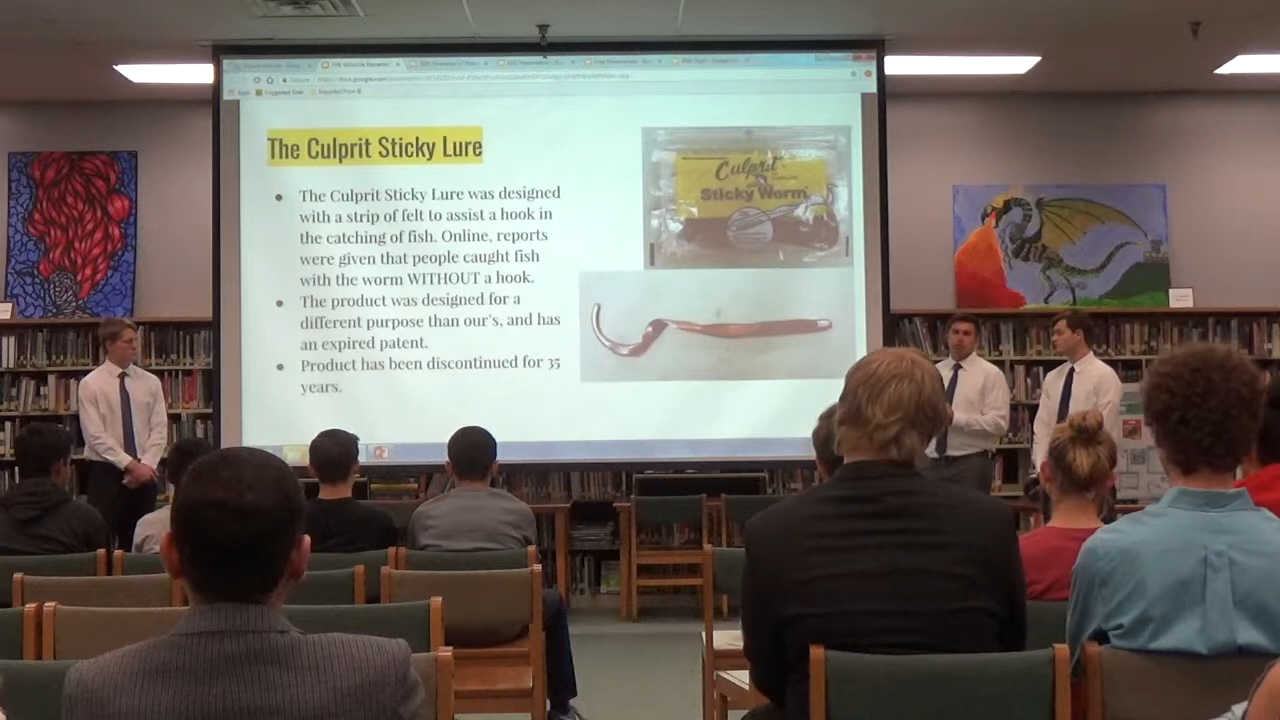 The Culprit Sticky Lure
The Culprit Sticky Lure was designed
with a strip of felt to assist a hook in
the catching of fish. Online, reports
were given that people caught fish
with the worm WITHOUT a hook.
The product was designed for a
different purpose than our's, and has
an expired patent.
Product has been discontinued for 35
years.
Culprit
Sticky Worm